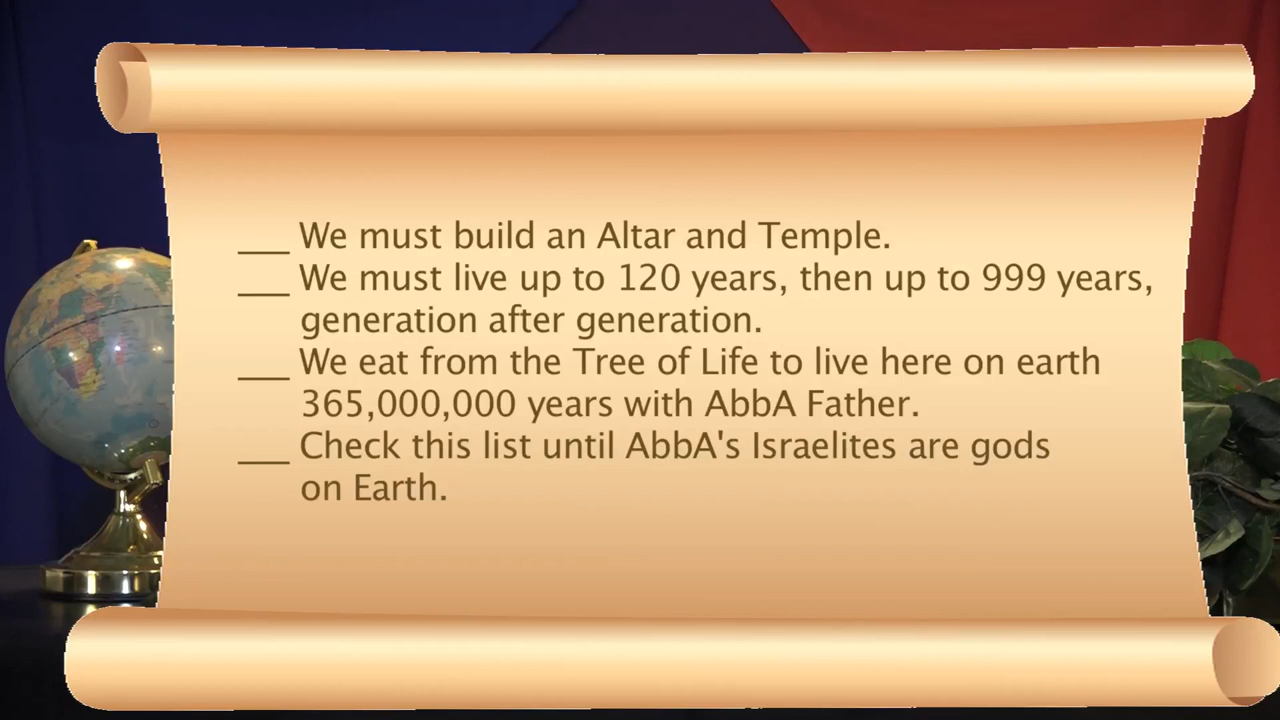 ___ We must build an Altar and Temple.
___ We must live up to 120 years, then up to 999 years,
generation after generation.
___ We eat from the Tree of Life to live here on earth
365,000,000 years with AbbA Father.
___ Check this list until AbbA's Israelites are gods
on Earth.